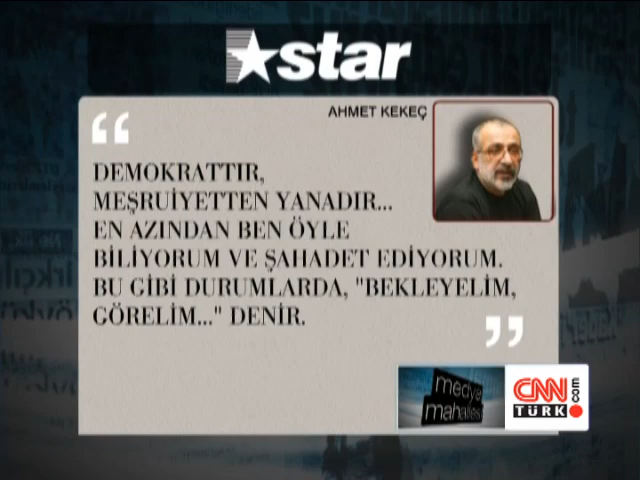 star
AHMET KEKEÇ
"
DEMOKRATTIR,
MEŞRUİYETTEN YANADIR...
EN AZINDAN BEN ÖYLE
BİLİYORUM VE ŞAHADET EDİYORUM.
BU GİBİ DURUMLARDA, "BEKLEYELİM,
GÖRELİM..." DENİR.
"
medya
mahallesi
CNN
TÜRK
.com